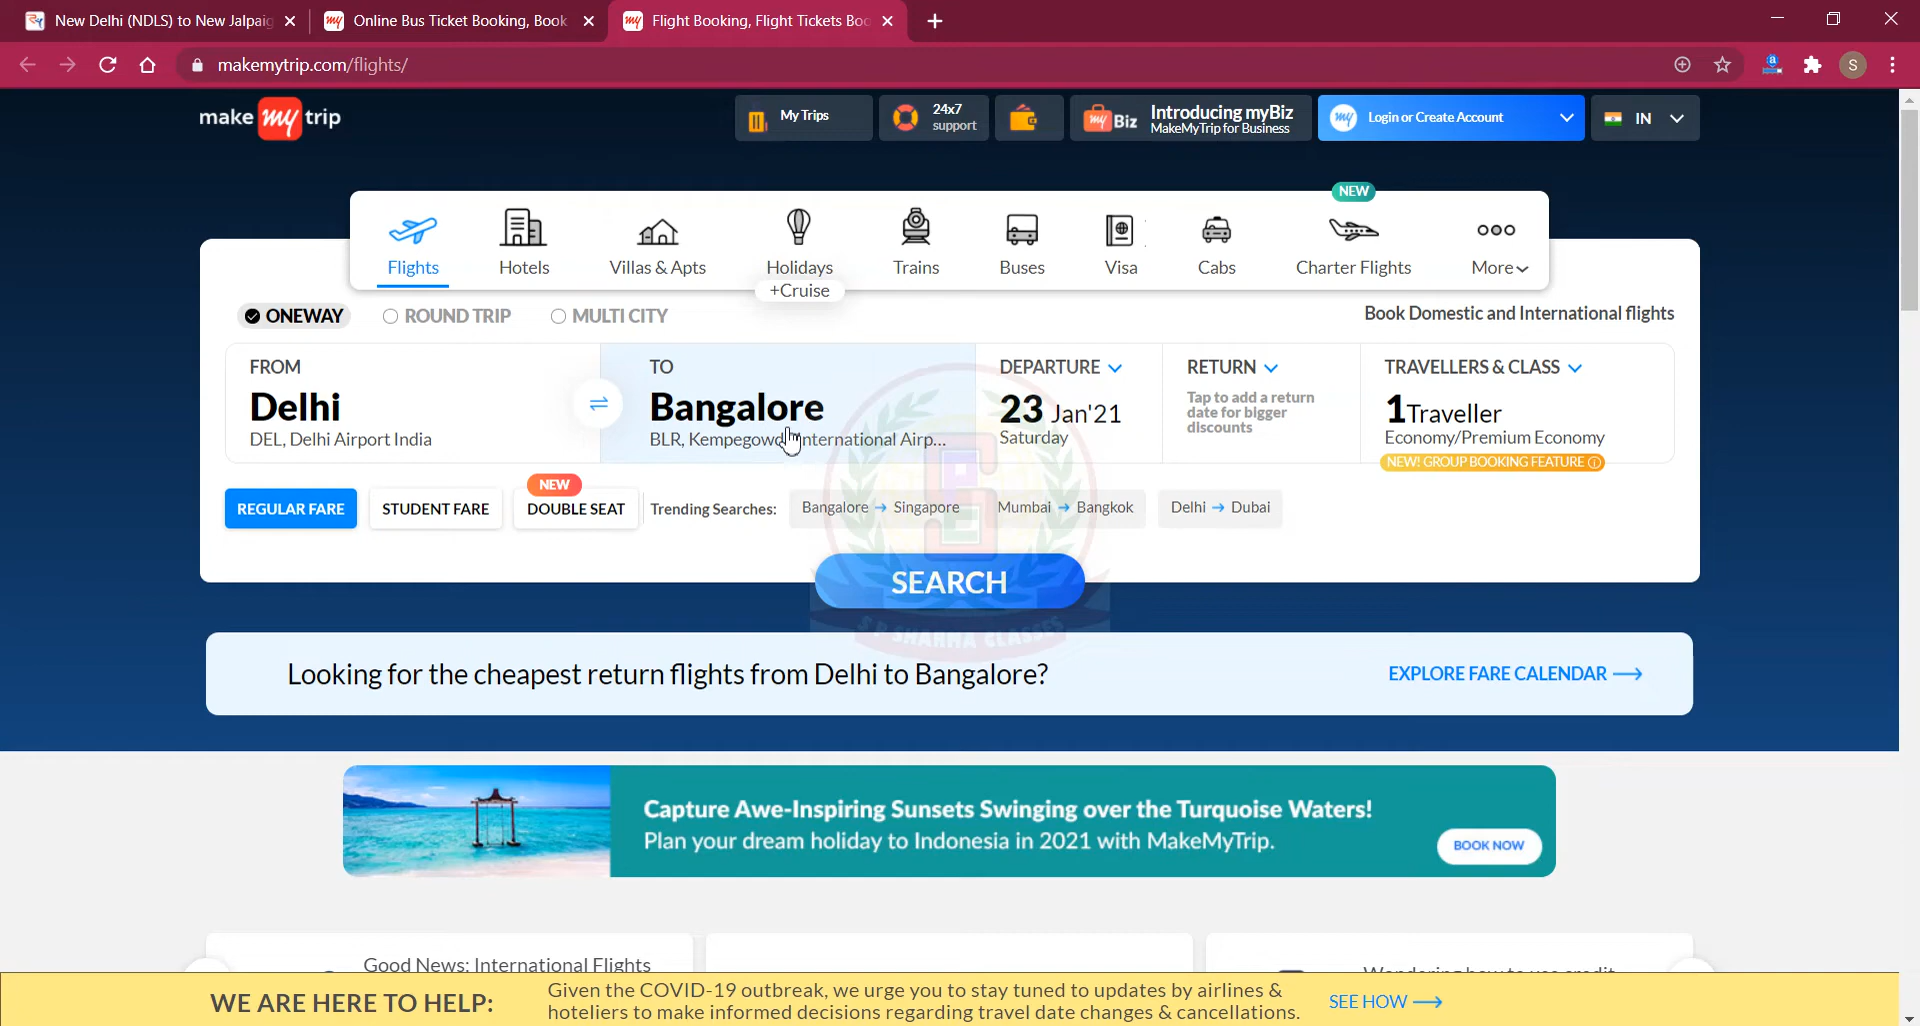 New Delhi (NDLS) to New Jalpaig
Online Bus Ticket Booking, Book
Flight Booking, Flight Tickets Boo
makemytrip.com/flights/
S
make my trip
My Trips
24x7
support
my Biz
Introducing myBiz
MakeMyTrip for Business
my
Login or Create Account
IN
NEW
Flights
Hotels
Villas & Apts
Holidays
+Cruise
Trains
Buses
Visa
Cabs
Charter Flights
More
ONEWAY
ROUND TRIP
MULTI CITY
Book Domestic and International flights
FROM
Delhi
DEL, Delhi Airport India
TO
Bangalore
BLR, Kempegowd International Airp...
DEPARTURE
23 Jan'21
Saturday
RETURN
Tap to add a return
date for bigger
discounts
TRAVELLERS & CLASS
1 Traveller
Economy/Premium Economy
NEW! GROUP BOOKING FEATURE
REGULAR FARE
STUDENT FARE
NEW
DOUBLE SEAT
Trending Searches:
Bangalore → Singapore
Mumbai → Bangkok
Delhi → Dubai
SEARCH
S P SHARMA CLASSES
Looking for the cheapest return flights from Delhi to Bangalore?
EXPLORE FARE CALENDAR
Capture Awe-Inspiring Sunsets Swinging over the Turquoise Waters!
Plan your dream holiday to Indonesia in 2021 with MakeMyTrip.
BOOK NOW
Good News: International Flights
WE ARE HERE TO HELP:
Given the COVID-19 outbreak, we urge you to stay tuned to updates by airlines &
hoteliers to make informed decisions regarding travel date changes & cancellations.
SEE HOW